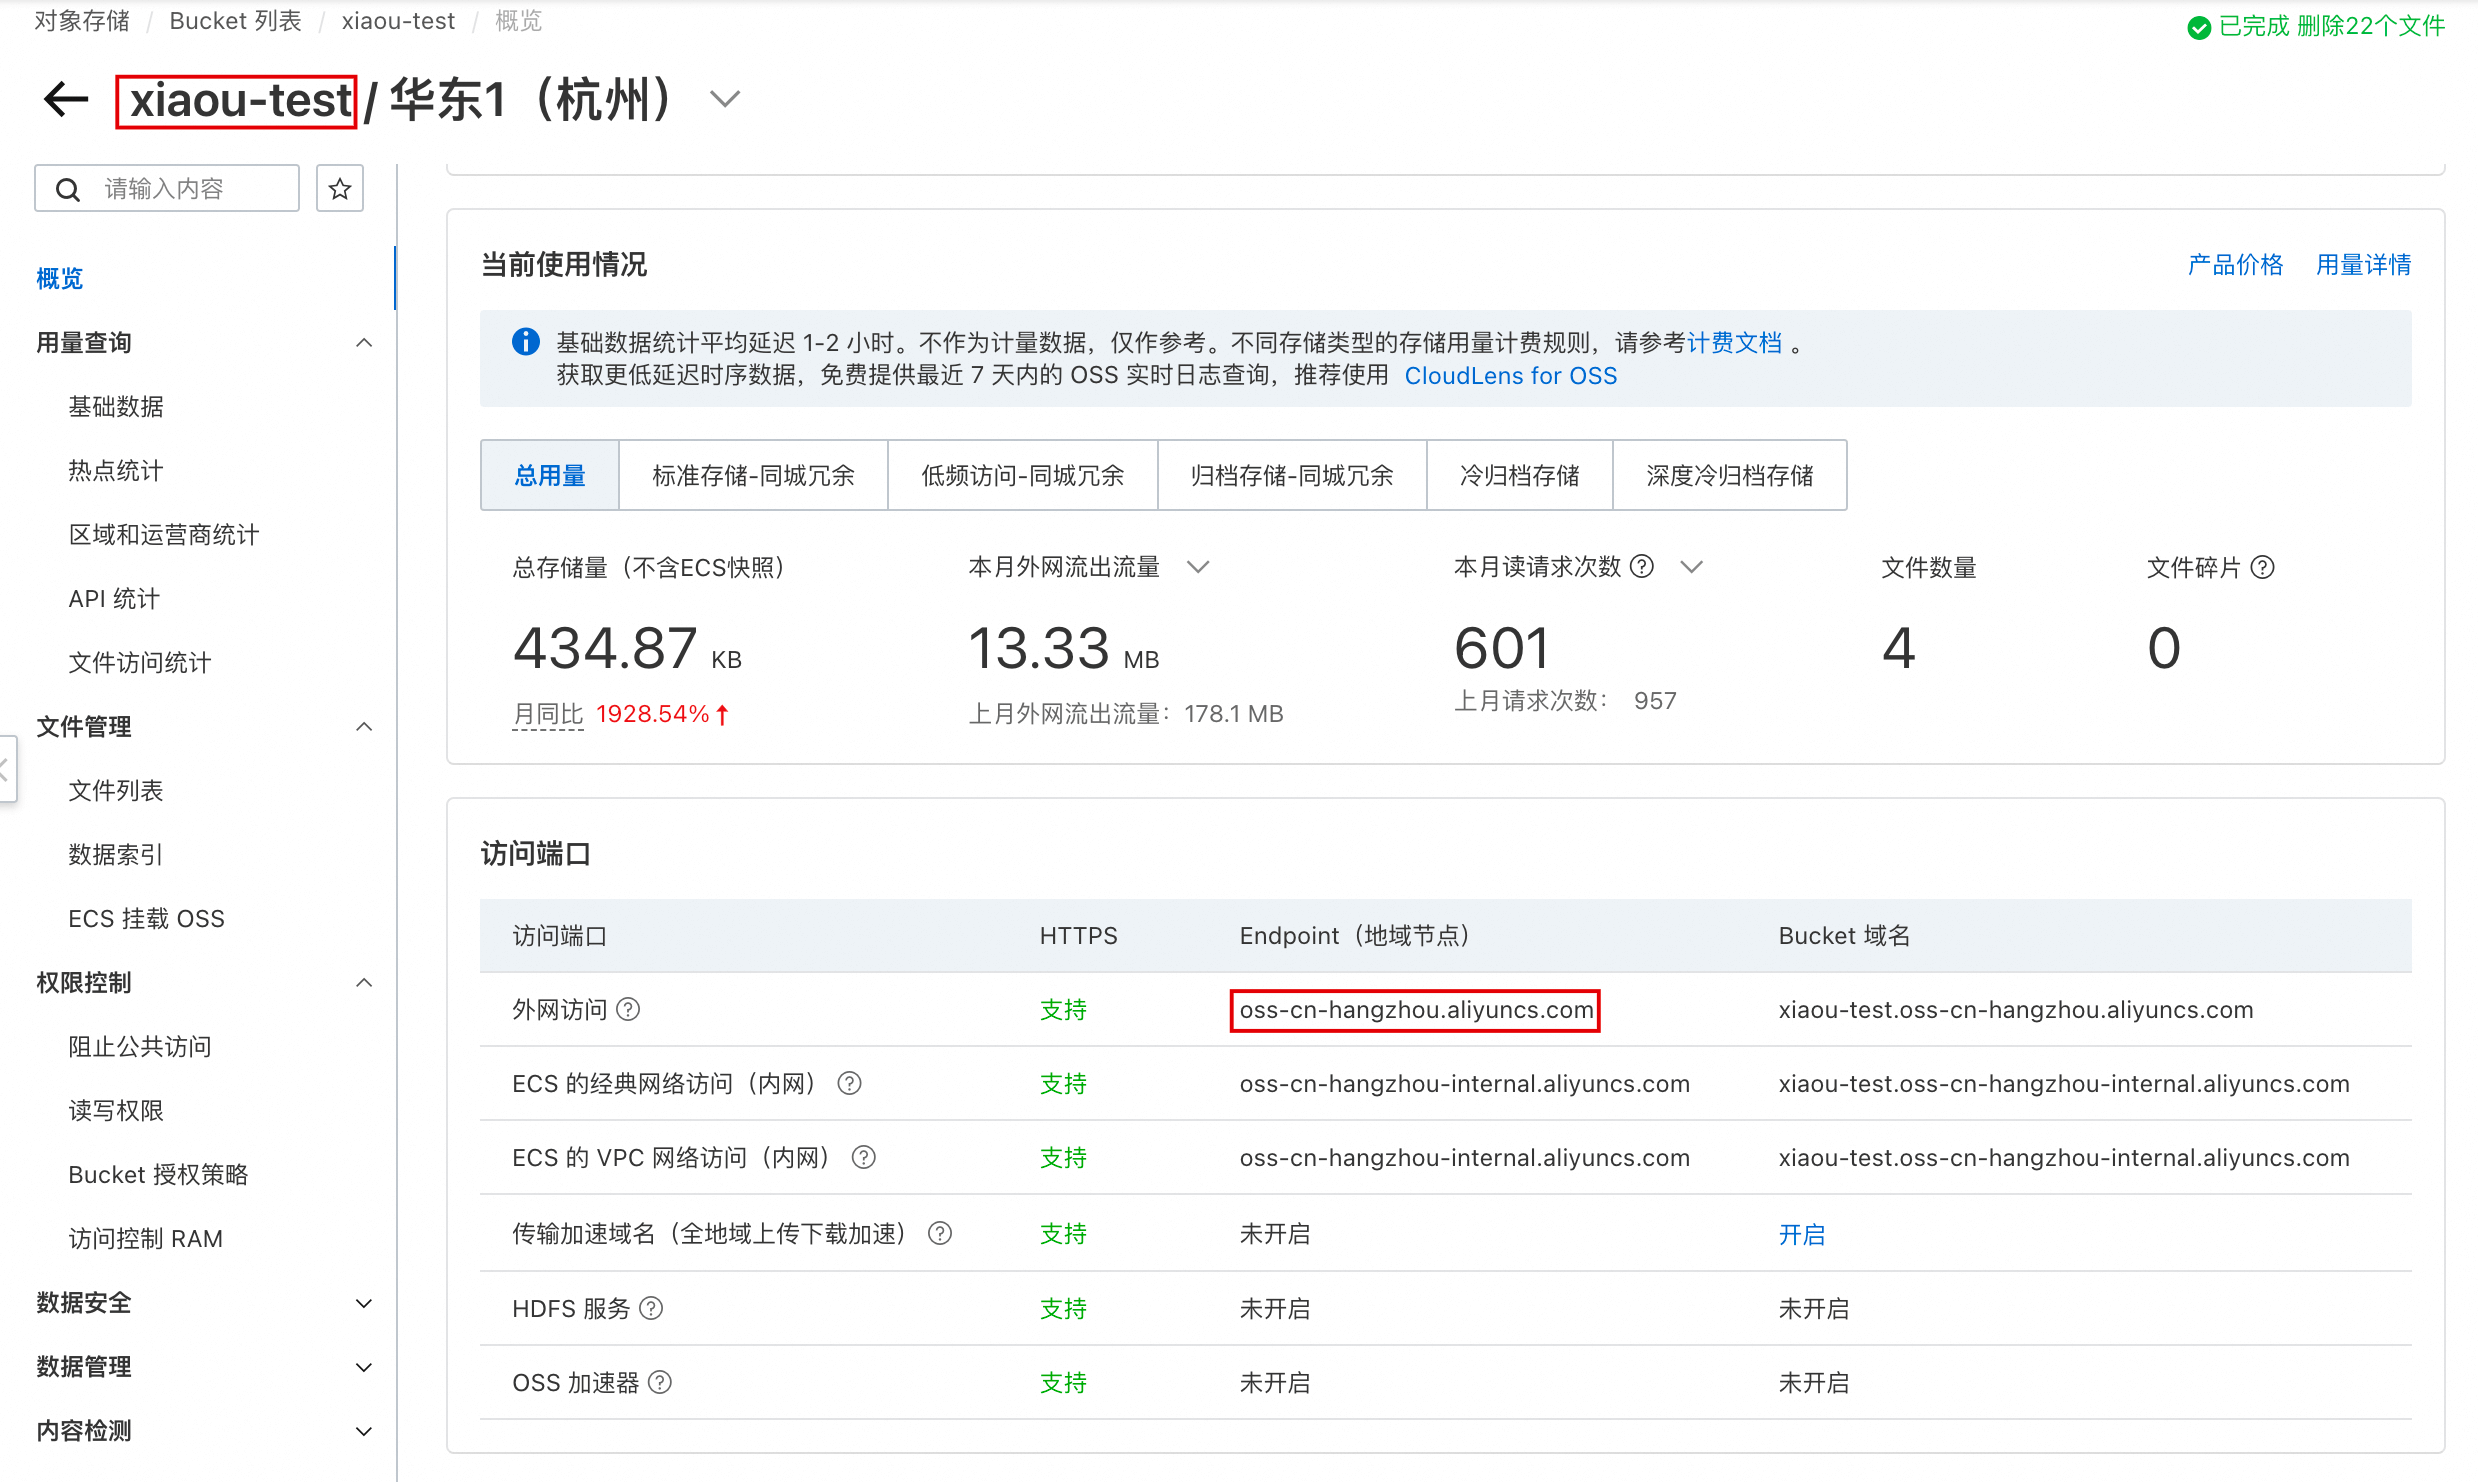 对象存储 / Bucket 列表 / xiaou-test / 概览
已完成 删除22个文件
xiaou-test / 华东1（杭州）
请输入内容
概览
用量查询
基础数据
热点统计
区域和运营商统计
API 统计
文件访问统计
文件管理
文件列表
数据索引
ECS 挂载 OSS
权限控制
阻止公共访问
读写权限
Bucket 授权策略
访问控制 RAM
数据安全
数据管理
内容检测
当前使用情况
产品价格 用量详情
基础数据统计平均延迟 1-2 小时。不作为计量数据，仅作参考。不同存储类型的存储用量计费规则，请参考计费文档 。
获取更低延迟时序数据，免费提供最近 7 天内的 OSS 实时日志查询，推荐使用 CloudLens for OSS
总用量 标准存储-同城冗余 低频访问-同城冗余 归档存储-同城冗余 冷归档存储 深度冷归档存储
总存储量（不含ECS快照） 本月外网流出流量 本月读请求次数 文件数量 文件碎片
434.87 KB 13.33 MB 601 4 0
月同比 1928.54% 上月外网流出流量：178.1 MB 上月请求次数： 957
访问端口
访问端口 HTTPS Endpoint（地域节点） Bucket 域名
外网访问 支持 oss-cn-hangzhou.aliyuncs.com xiaou-test.oss-cn-hangzhou.aliyuncs.com
ECS 的经典网络访问（内网） 支持 oss-cn-hangzhou-internal.aliyuncs.com xiaou-test.oss-cn-hangzhou-internal.aliyuncs.com
ECS 的 VPC 网络访问（内网） 支持 oss-cn-hangzhou-internal.aliyuncs.com xiaou-test.oss-cn-hangzhou-internal.aliyuncs.com
传输加速域名（全地域上传下载加速） 支持 未开启 开启
HDFS 服务 支持 未开启 未开启
OSS 加速器 支持 未开启 未开启